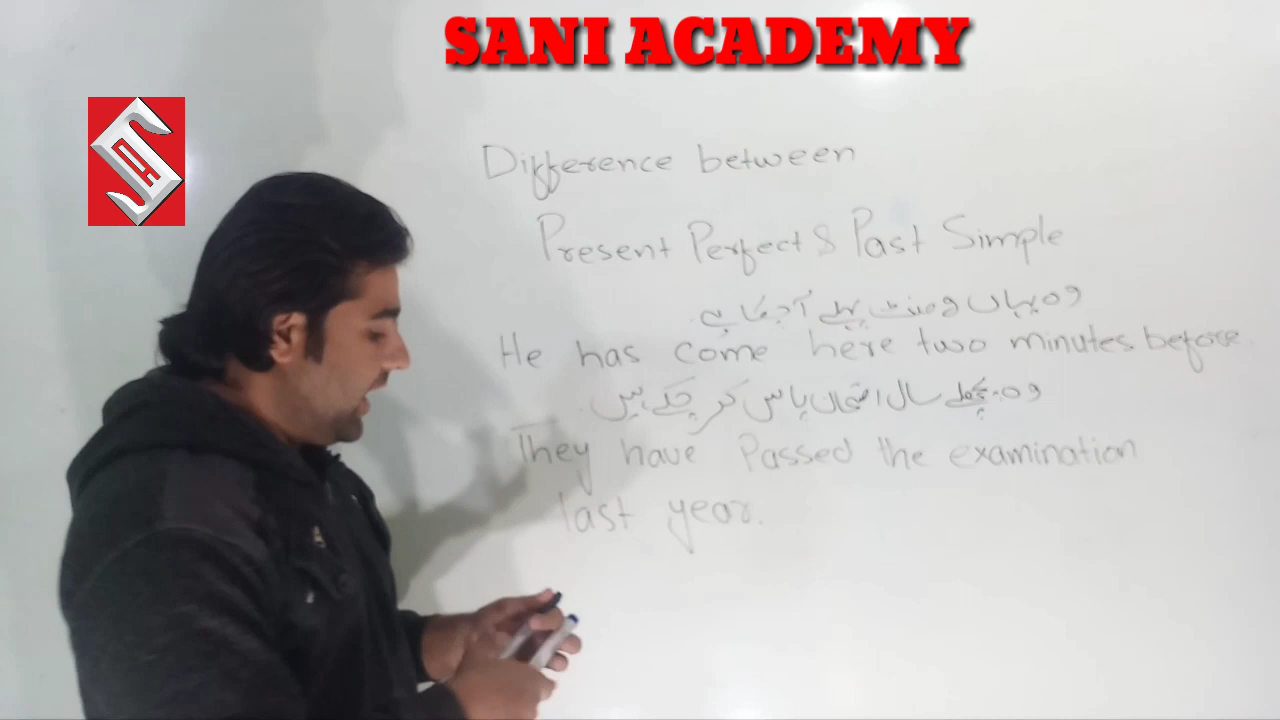 SANI ACADEMY
Difference between
Present Perfect & Past Simple
وہ یہاں دو منٹ پہلے آ چکا ہے۔
He has come here two minutes before.
وہ پچھلے سال امتحان پاس کر چکے ہیں۔
They have Passed the examination
last year.